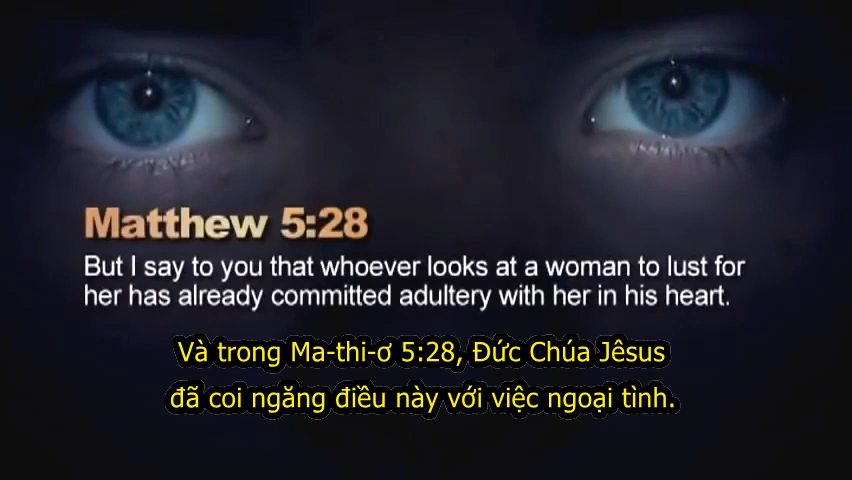 Matthew 5:28
But I say to you that whoever looks at a woman to lust for
her has already committed adultery with her in his heart.
Và trong Ma-thi-ơ 5:28, Đức Chúa Jêsus
đã coi ngăng điều này với việc ngoại tình.